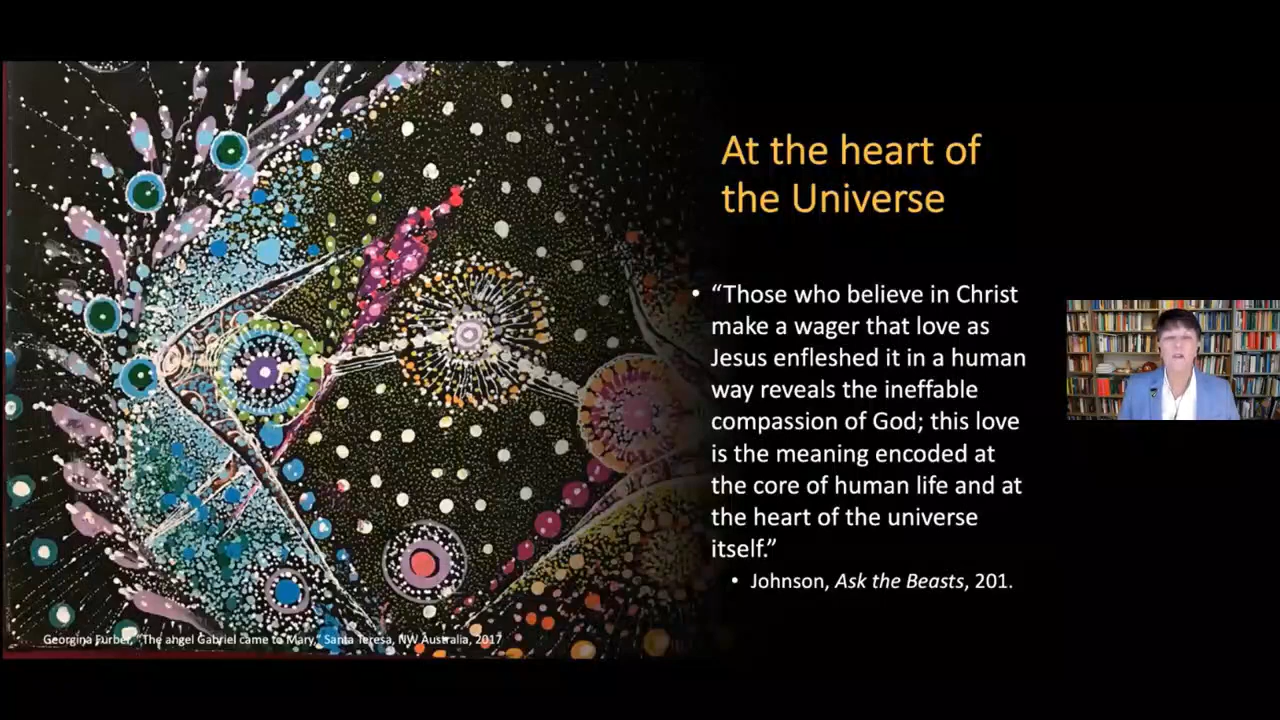 At the heart of
the Universe
• “Those who believe in Christ
make a wager that love as
Jesus enfleshed it in a human
way reveals the ineffable
compassion of God; this love
is the meaning encoded at
the core of human life and at
the heart of the universe
itself.”
• Johnson, Ask the Beasts, 201.
Georgina Furber, “The angel Gabriel came to Mary,” Santa Teresa, NW Australia, 2017